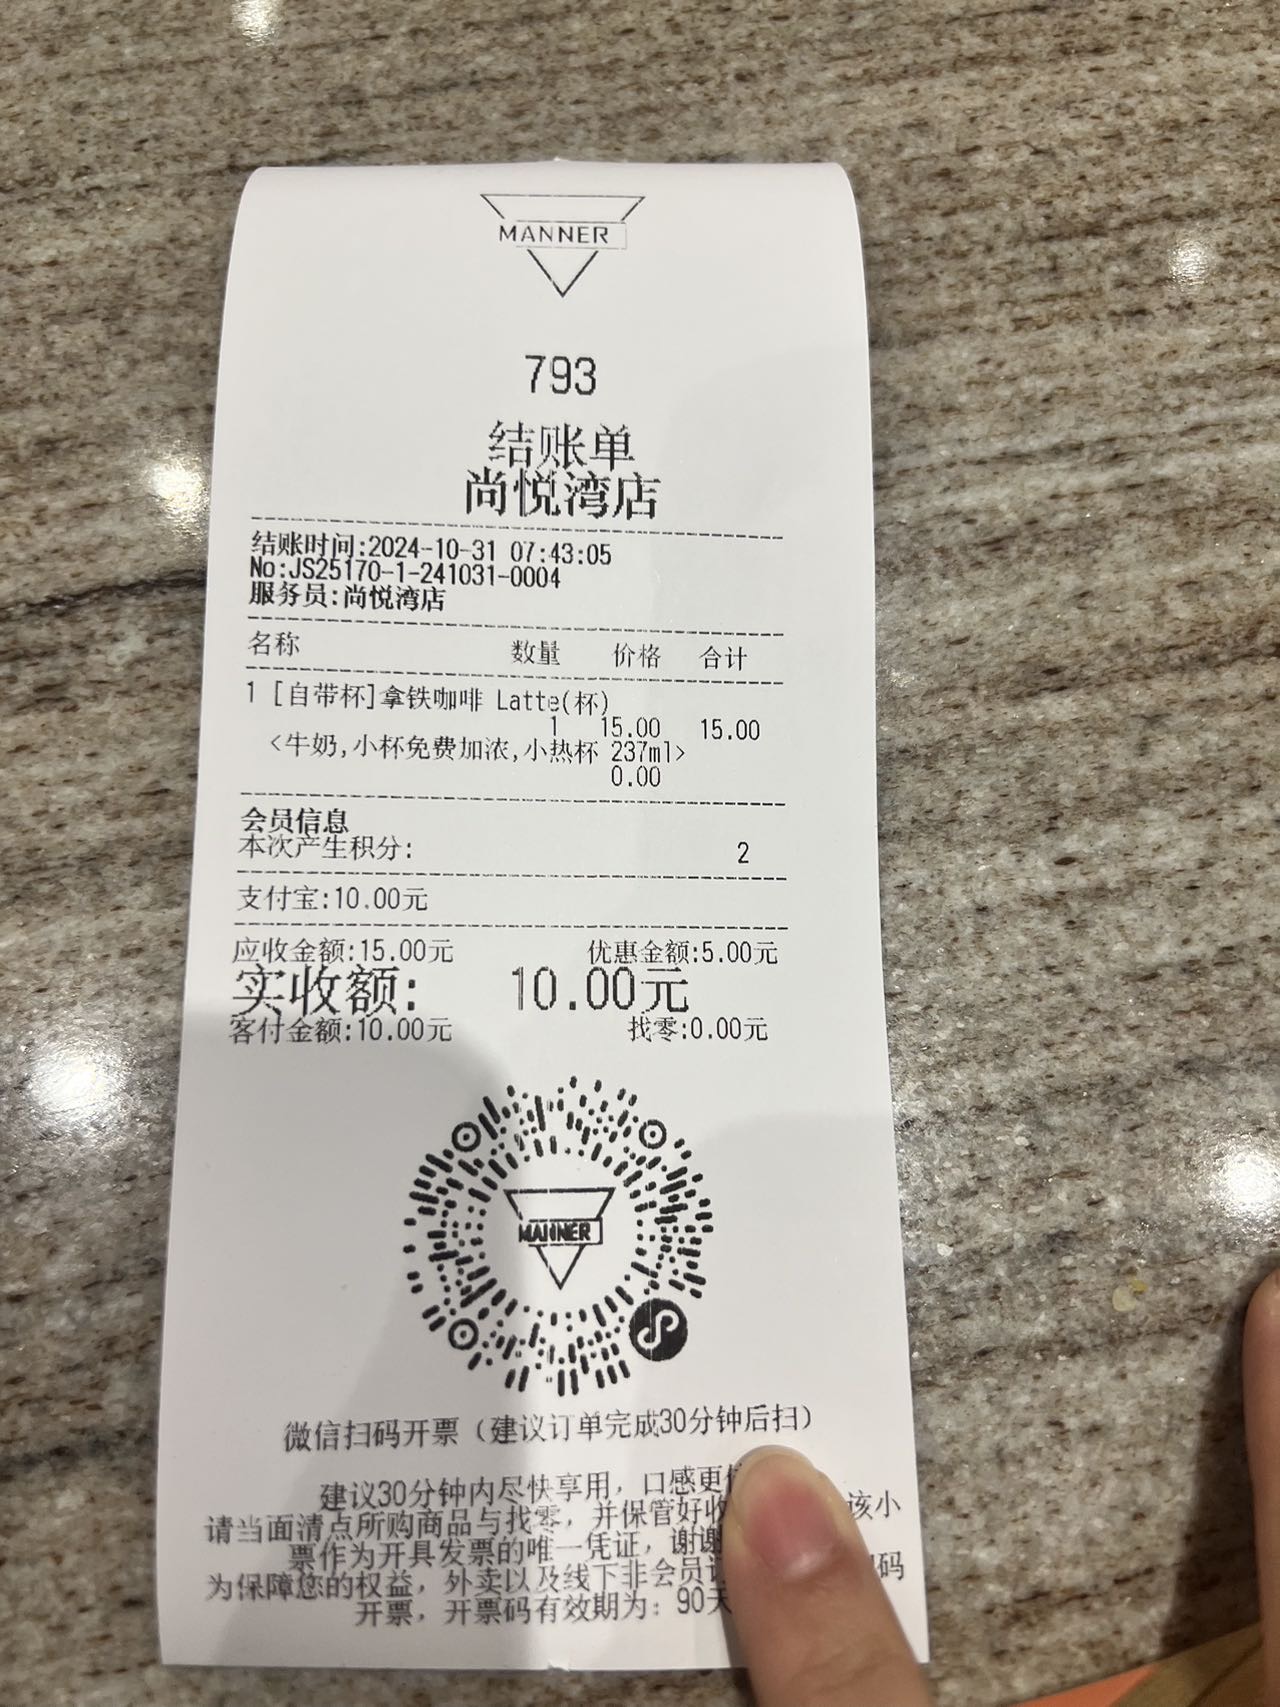 MANNER
793
结账单
尚悦湾店
结账时间:2024-10-31 07:43:05
No:JS25170-1-241031-0004
服务员:尚悦湾店
名称 数量 价格 合计
1 [自带杯]拿铁咖啡 Latte(杯)
1 15.00 15.00
<牛奶,小杯免费加浓,小热杯 237ml>
0.00
会员信息
本次产生积分: 2
支付宝:10.00元
应收金额:15.00元 优惠金额:5.00元
实收额: 10.00元
客付金额:10.00元 找零:0.00元
MANNER
微信扫码开票（建议订单完成30分钟后扫）
建议30分钟内尽快享用，口感更
请当面清点所购商品与找零，并保管好收 该小
票作为开具发票的唯一凭证，谢谢
为保障您的权益，外卖以及线下非会员 码
开票，开票码有效期为：90天